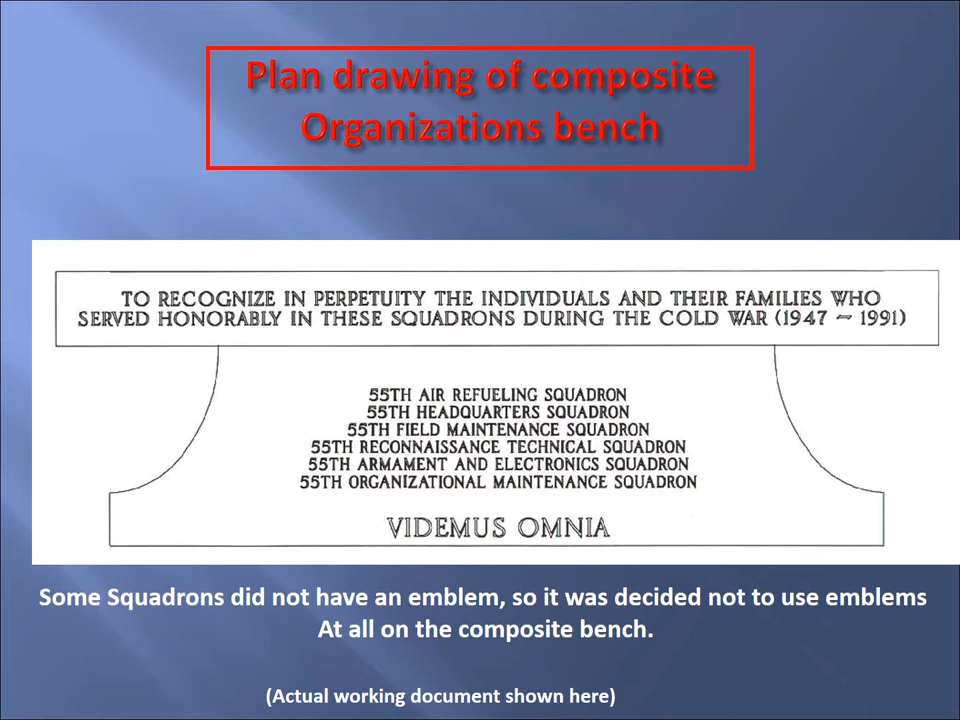 Plan drawing of composite
Organizations bench
TO RECOGNIZE IN PERPETUITY THE INDIVIDUALS AND THEIR FAMILIES WHO
SERVED HONORABLY IN THESE SQUADRONS DURING THE COLD WAR (1947 ~ 1991)
55TH AIR REFUELING SQUADRON
55TH HEADQUARTERS SQUADRON
55TH FIELD MAINTENANCE SQUADRON
55TH RECONNAISSANCE TECHNICAL SQUADRON
55TH ARMAMENT AND ELECTRONICS SQUADRON
55TH ORGANIZATIONAL MAINTENANCE SQUADRON
VIDEMUS OMNIA
Some Squadrons did not have an emblem, so it was decided not to use emblems
At all on the composite bench.
(Actual working document shown here)